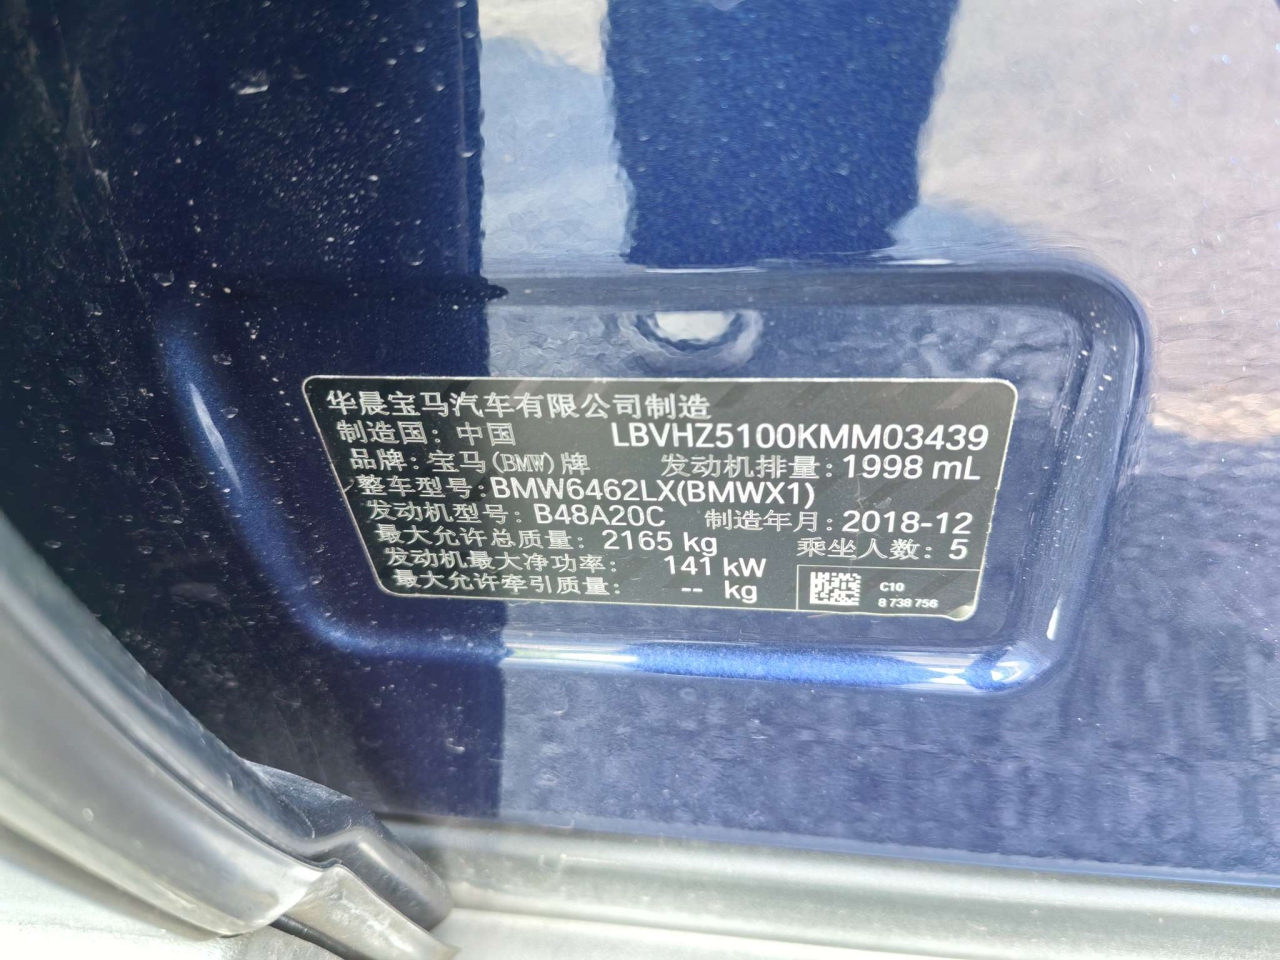 华晨宝马汽车有限公司制造
制造国：中国 LBVHZ5100KMM03439
品牌：宝马(BMW)牌 发动机排量：1998 mL
整车型号：BMW6462LX(BMWX1)
发动机型号：B48A20C 制造年月：2018-12
最大允许总质量：2165 kg 乘坐人数：5
发动机最大净功率：141 kW
最大允许牵引质量：-- kg
C10
8 738 756